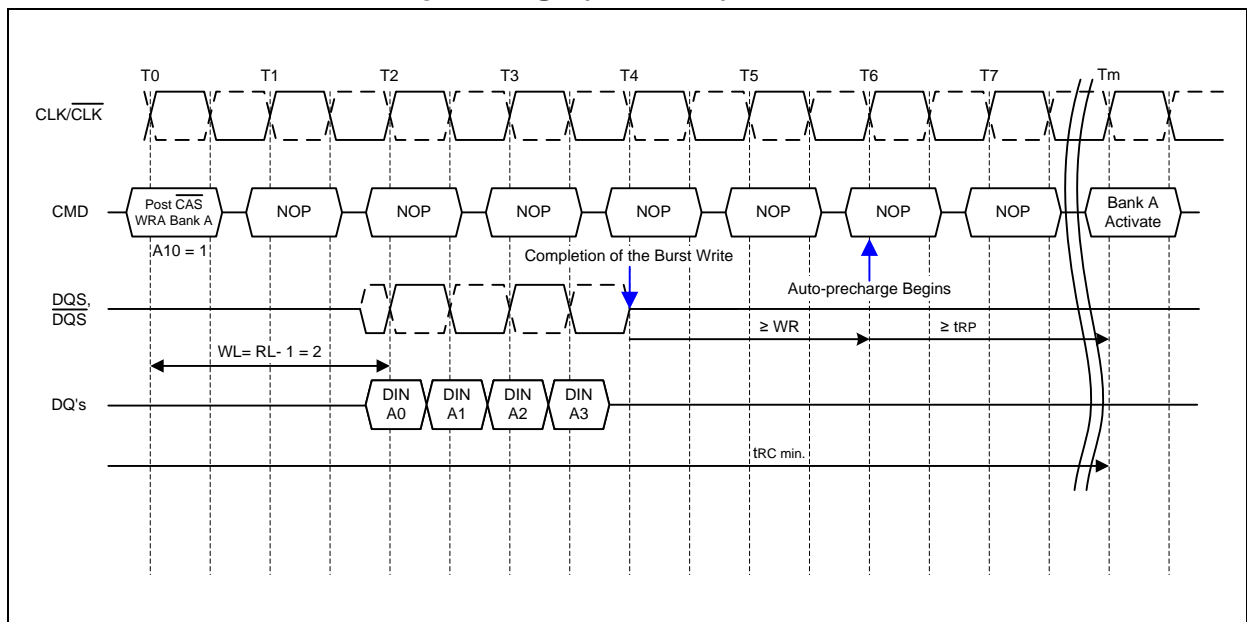 T0 T1 T2 T3 T4 T5 T6 T7 Tm
CLK/CLK
CMD
Post CAS
WRA Bank A
NOP NOP NOP NOP NOP NOP NOP
Bank A
Activate
A10 = 1
Completion of the Burst Write
Auto-precharge Begins
DQS,
DQS
≥ WR
≥ tRP
WL= RL- 1 = 2
DQ's
DIN
A0
DIN
A1
DIN
A2
DIN
A3
tRC min.